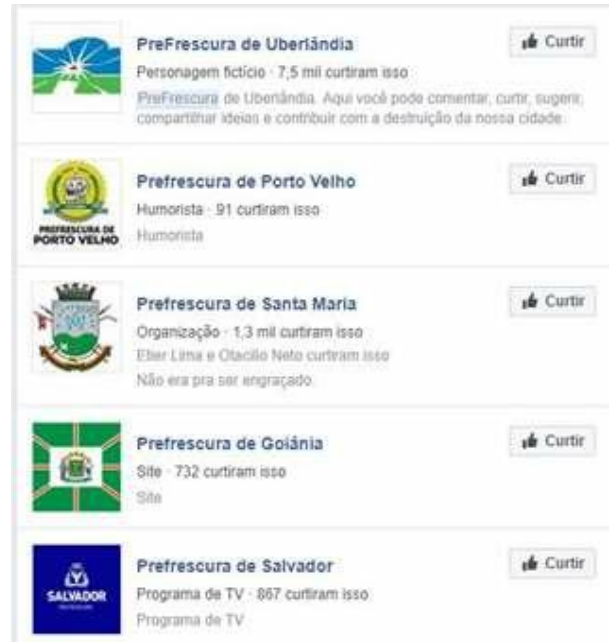 PreFrescura de Uberlândia
Curtir
Personagem fictício · 7,5 mil curtiram isso
PreFrescura de Uberlândia. Aqui você pode comentar, curtir, sugerir,
compartilhar ideias e contribuir com a destruição da nossa cidade.
Prefrescura de Porto Velho
Curtir
Humorista · 91 curtiram isso
Humorista
PREFRESCURA DE
PORTO VELHO
Prefrescura de Santa Maria
Curtir
Organização · 1,3 mil curtiram isso
Elier Lima e Otacilio Neto curtiram isso
Não era pra ser engraçado.
Prefrescura de Goiânia
Curtir
Site · 732 curtiram isso
Site
Prefrescura de Salvador
Curtir
Programa de TV · 867 curtiram isso
Programa de TV
SALVADOR